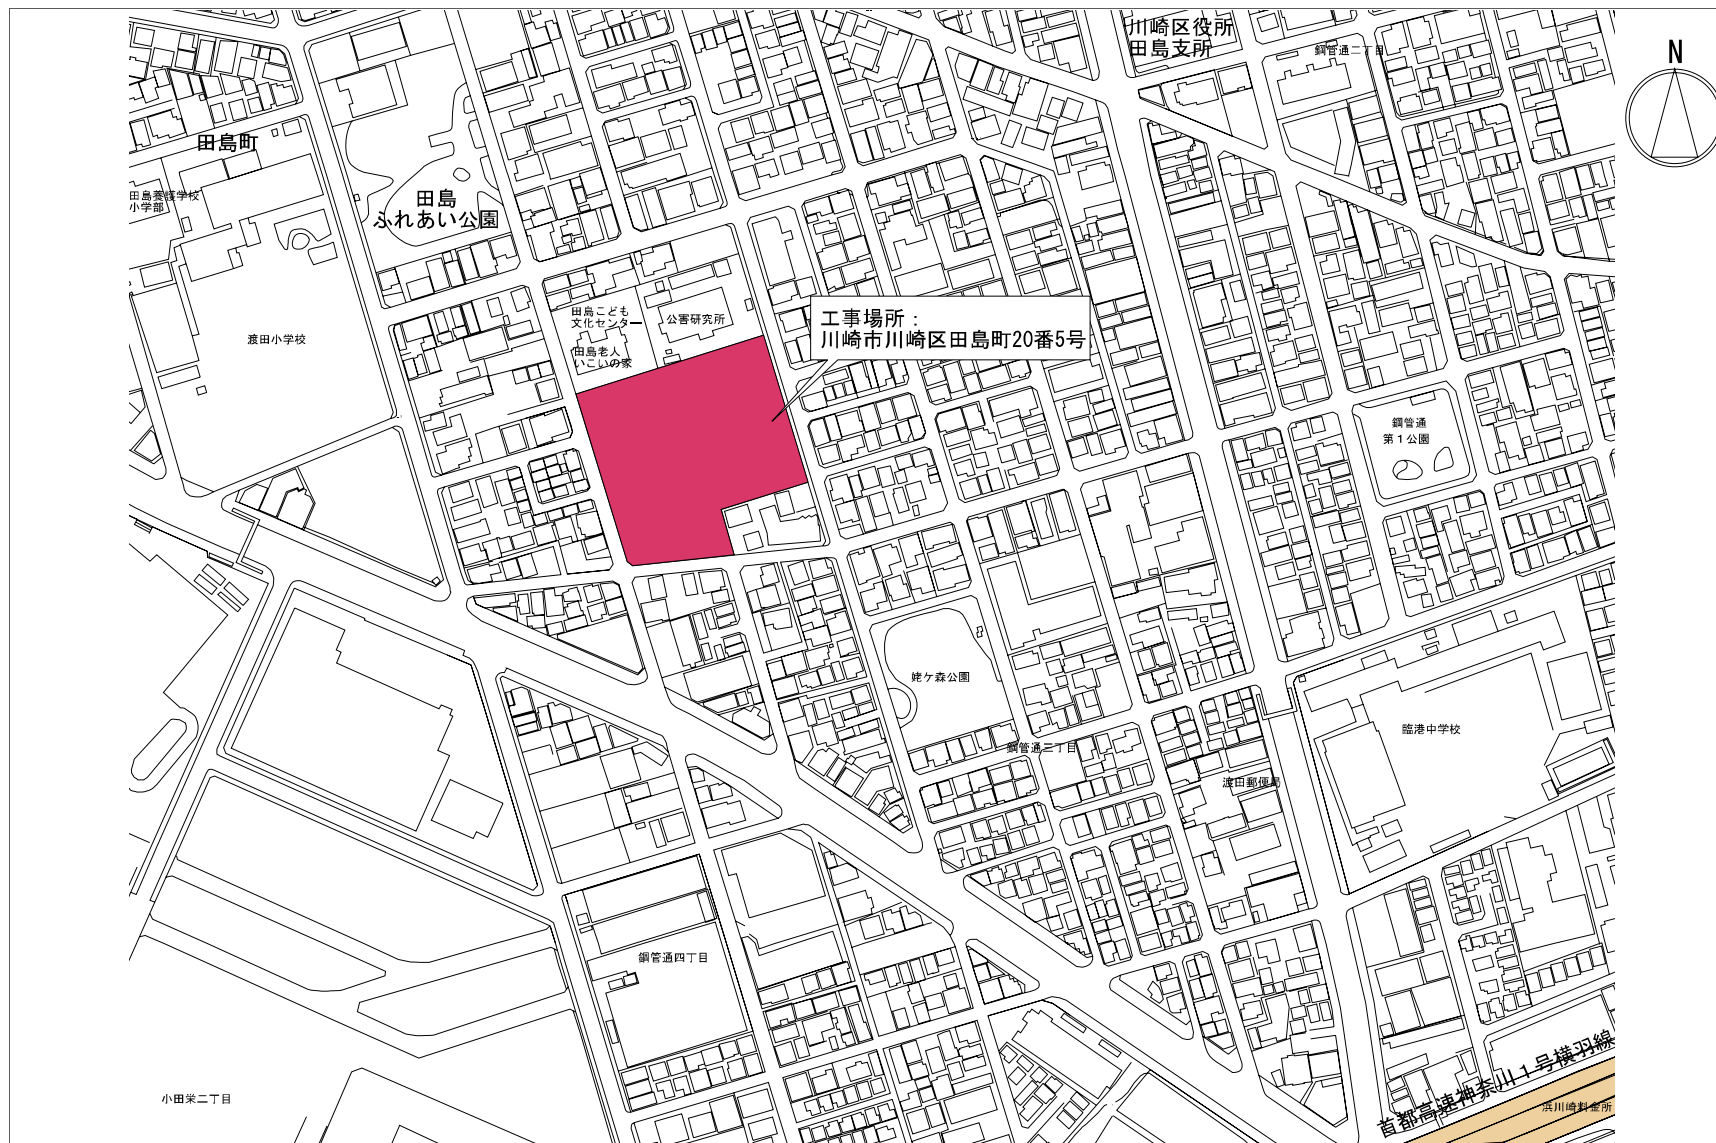 川崎区役所
田島支所
鋼管通二丁目
N
田島町
田島養護学校
小学部
田島
ふれあい公園
渡田小学校
田島こども
文化センター
公害研究所
田島老人
いこいの家
工事場所：
川崎市川崎区田島町20番5号
鋼管通
第1公園
姥ケ森公園
鋼管通三丁目
臨港中学校
渡田郵便局
鋼管通四丁目
小田栄二丁目
首都高速神奈川1号横羽線
浜川崎料金所